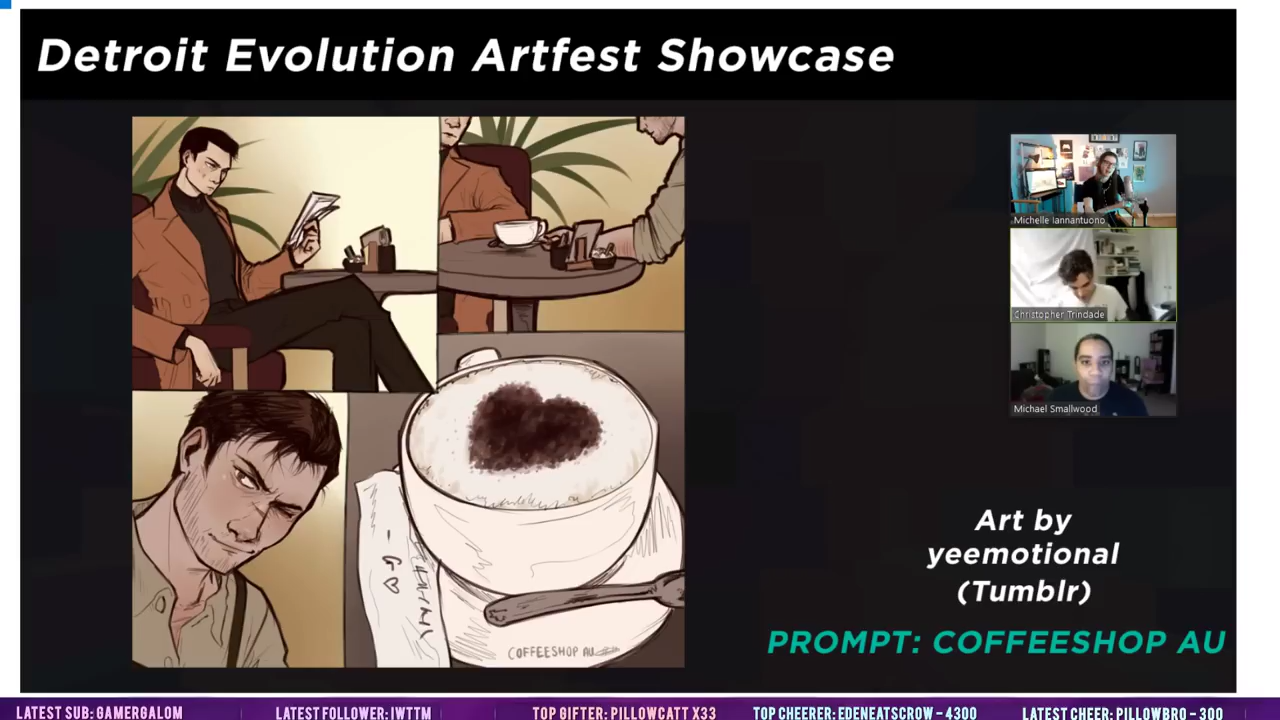 Detroit Evolution Artfest Showcase
Michelle Iannantuono
Christopher Trindade
Michael Smallwood
- G♡
COFFEESHOP AU
Art by
yeemotional
(Tumblr)
PROMPT: COFFEESHOP AU
LATEST SUB: GAMERGALOM
LATEST FOLLOWER: IWTTM
TOP GIFTER: PILLOWCATT X33
TOP CHEERER: EDENEATSCROW - 4300
LATEST CHEER: PILLOWBRO - 300